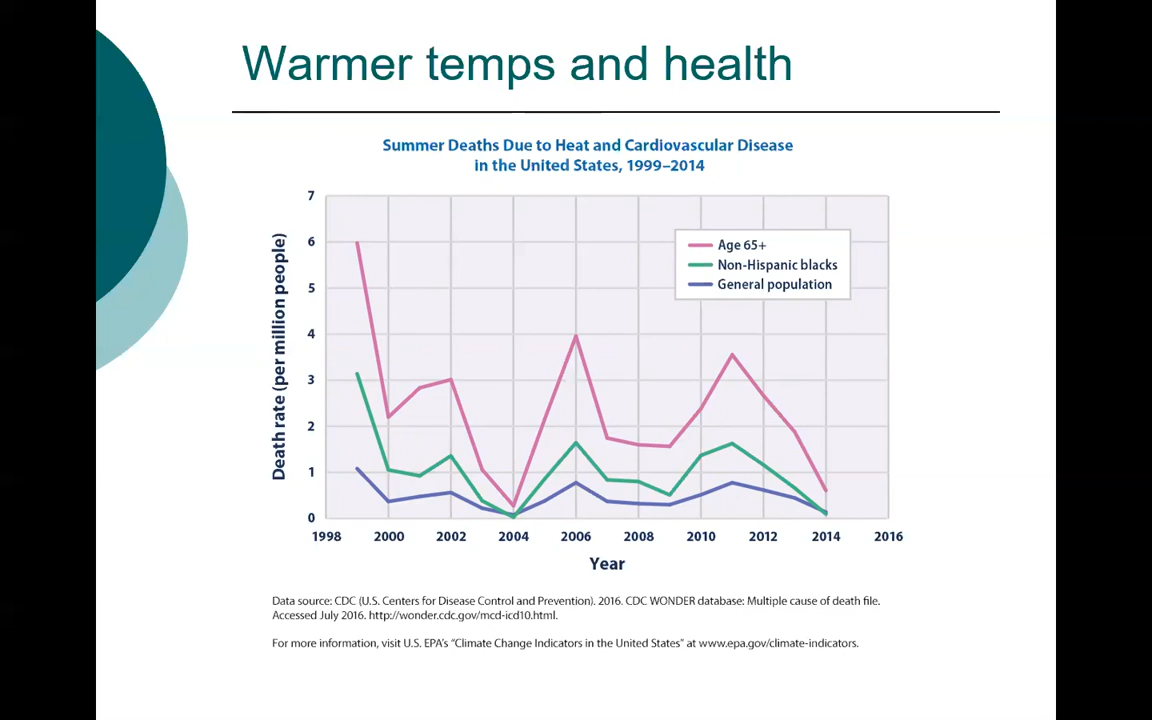 Warmer temps and health
Summer Deaths Due to Heat and Cardiovascular Disease
in the United States, 1999–2014
Death rate (per million people)
7
6
5
4
3
2
1
0
Age 65+
Non-Hispanic blacks
General population
1998 2000 2002 2004 2006 2008 2010 2012 2014 2016
Year
Data source: CDC (U.S. Centers for Disease Control and Prevention). 2016. CDC WONDER database: Multiple cause of death file.
Accessed July 2016. http://wonder.cdc.gov/mcd-icd10.html.
For more information, visit U.S. EPA’s “Climate Change Indicators in the United States” at www.epa.gov/climate-indicators.